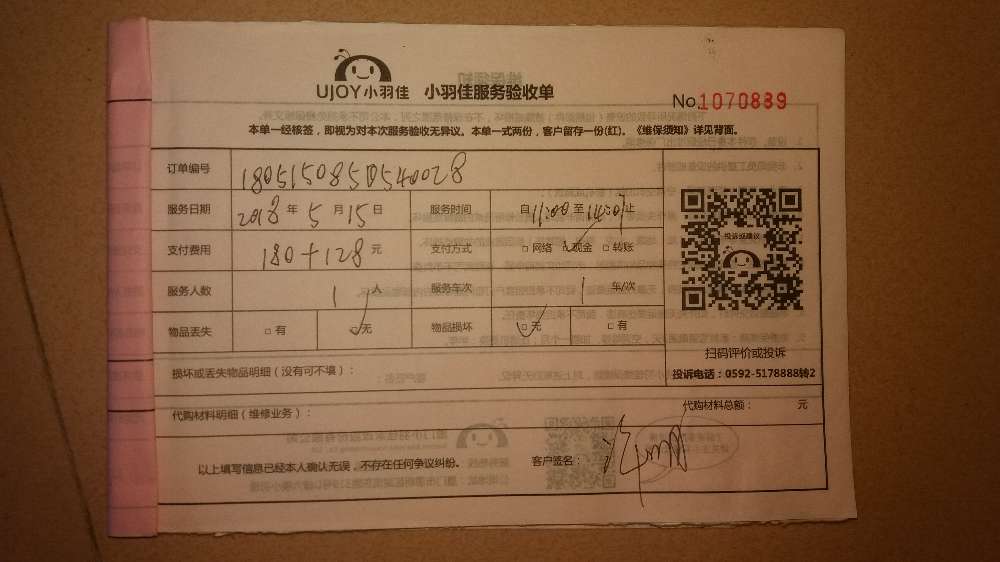 UJOY小羽佳 小羽佳服务验收单
No.1070839
本单一经核签，即视为对本次服务验收无异议。本单一式两份，客户留存一份(红)。《维保须知》详见背面。
订单编号 1805150850540028
服务日期 2018 年 5 月 15 日 服务时间 自 11:00 至 14:01 止
支付费用 180+128 元 支付方式 □ 网络 ☑ 现金 □ 转账
服务人数 1 人 服务车次 1 车/次
物品丢失 □ 有 ☑ 无 物品损坏 ☑ 无 □ 有
投诉或建议
扫码评价或投诉
投诉电话：0592-5178888转2
损坏或丢失物品明细（没有可不填）：
代购材料明细（维修业务）： 代购材料总额： 元
以上填写信息已经本人确认无误，不存在任何争议纠纷。 客户签名：